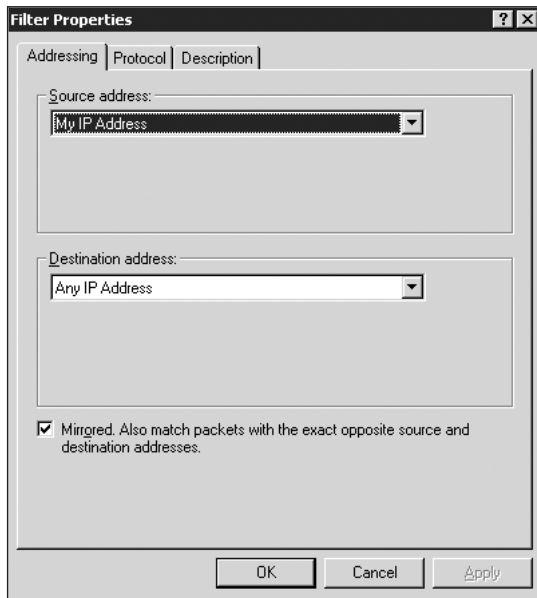 Filter Properties
Addressing Protocol Description
Source address:
My IP Address
Destination address:
Any IP Address
Mirrored. Also match packets with the exact opposite source and
destination addresses.
OK Cancel Apply